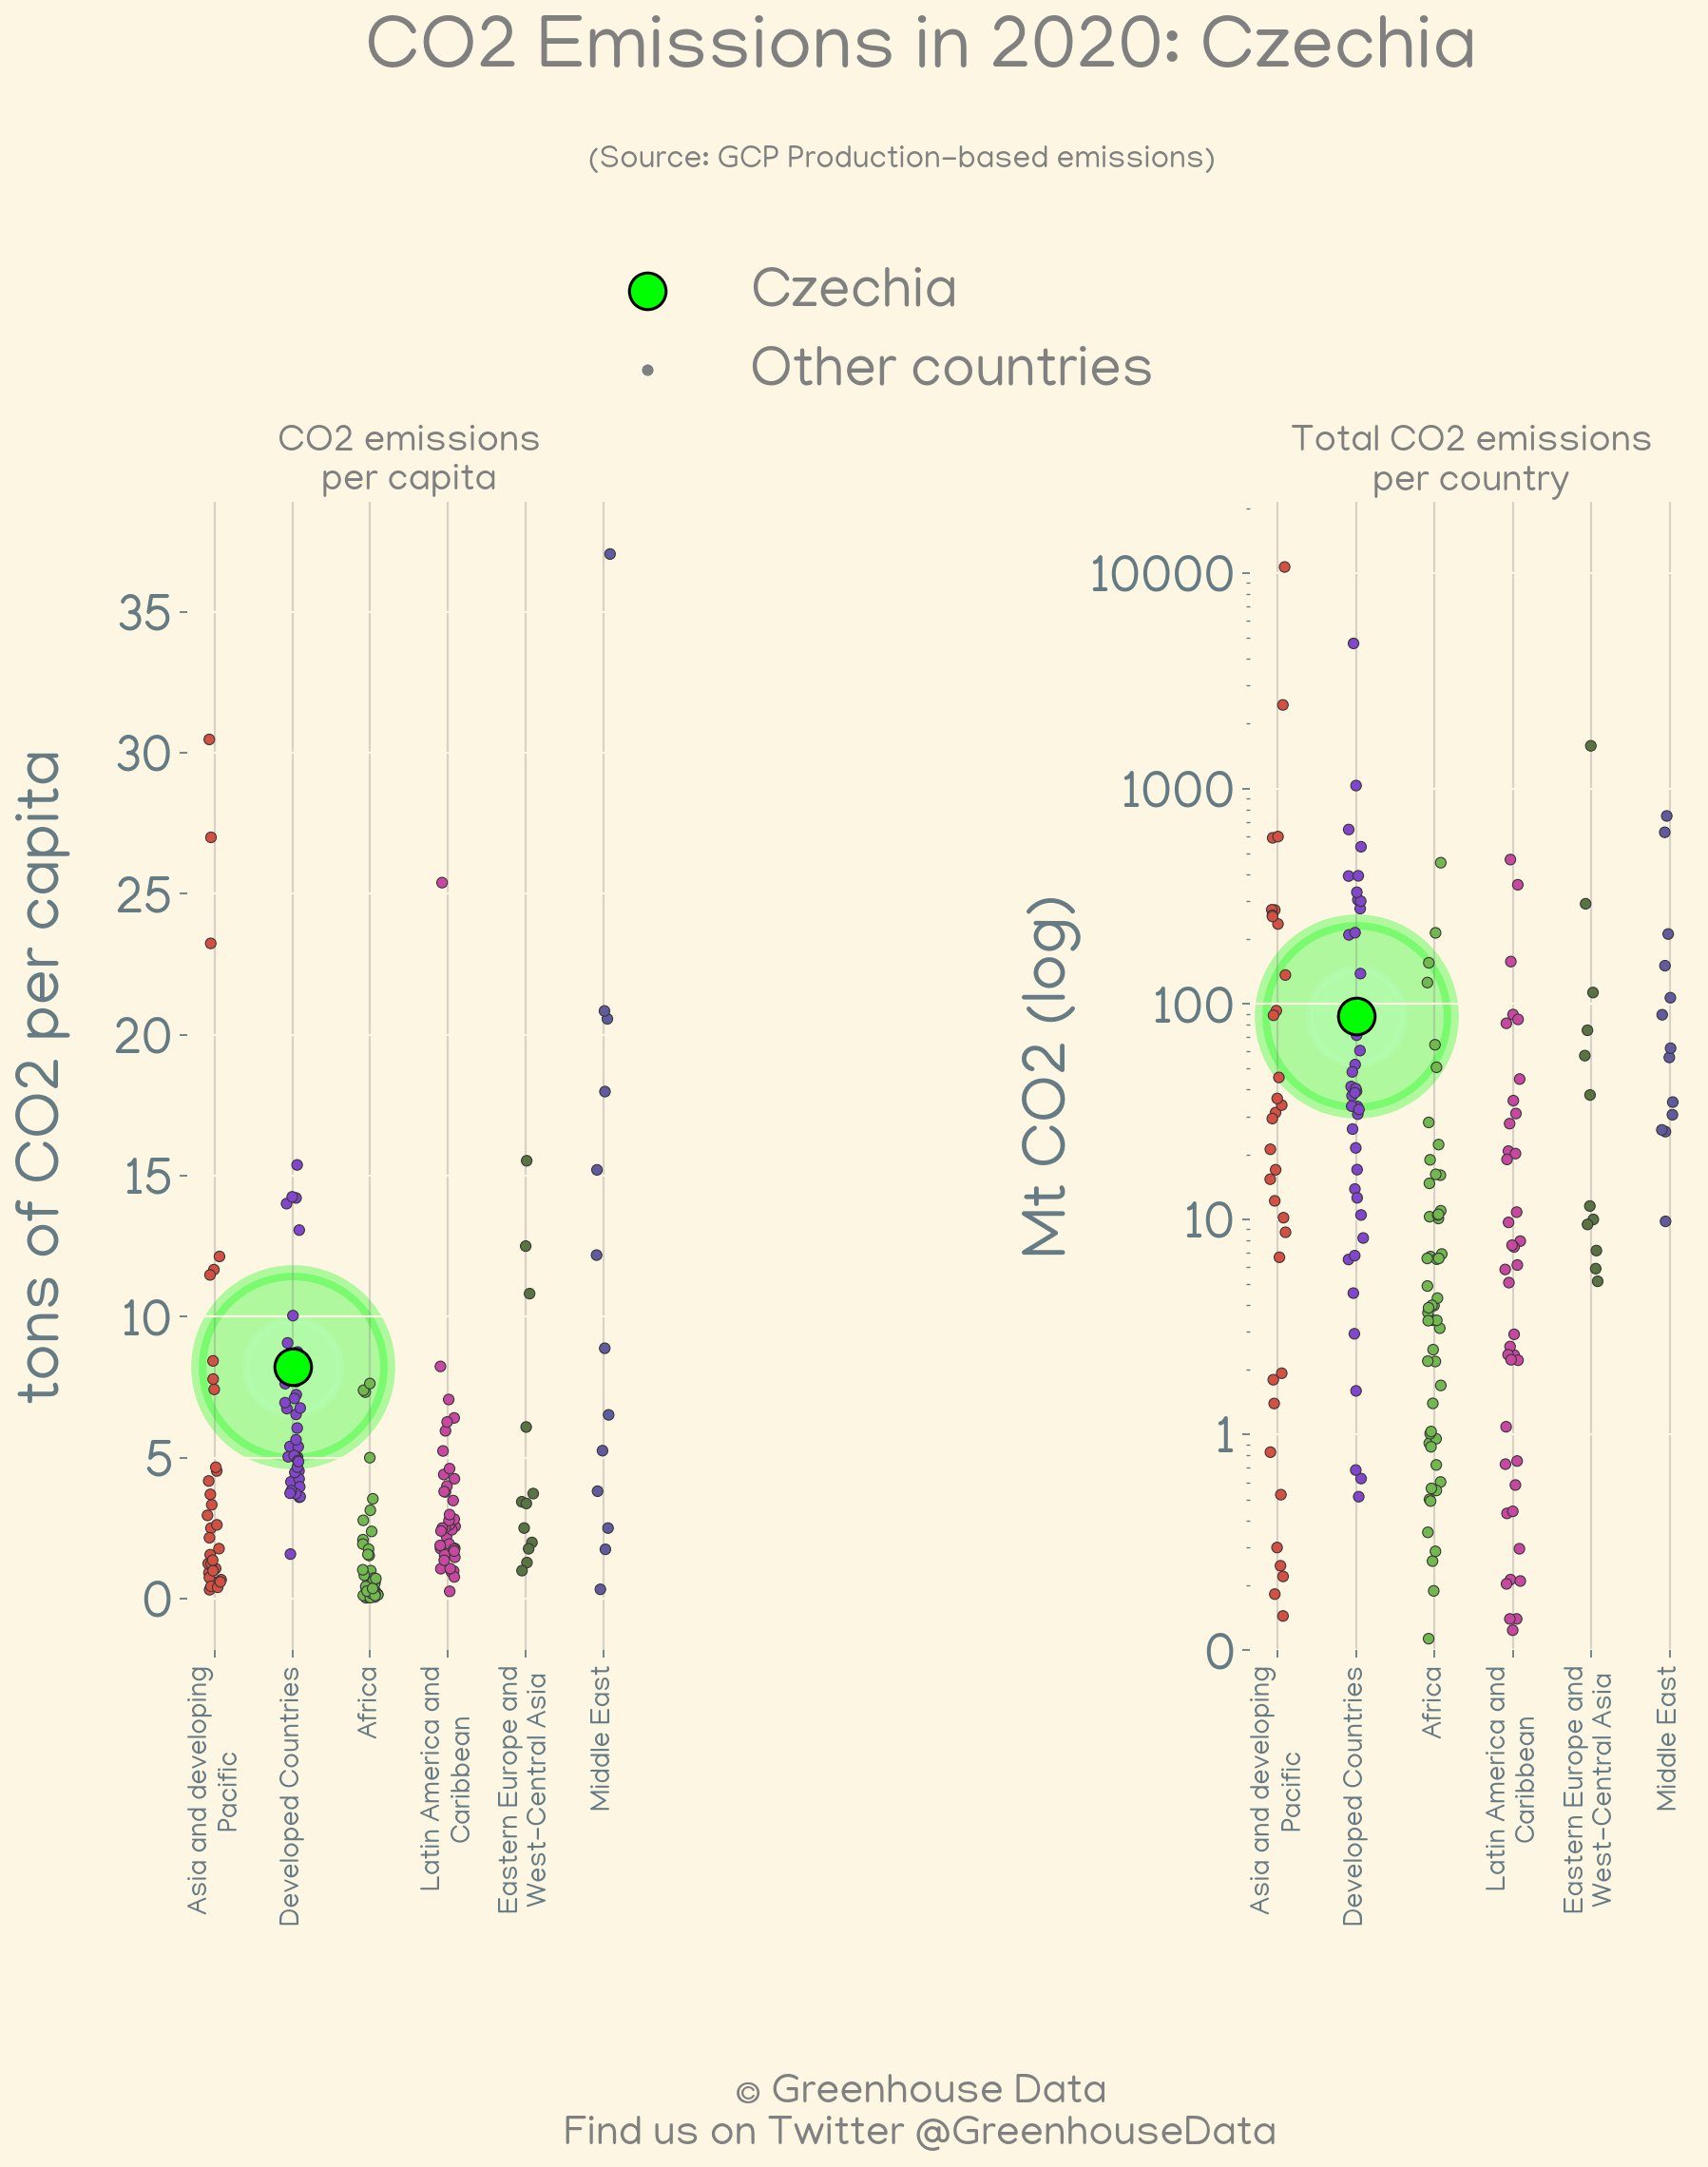 CO2 Emissions in 2020: Czechia
(Source: GCP Production-based emissions)
Czechia
Other countries
CO2 emissions
per capita
tons of CO2 per capita
35
30
25
20
15
10
5
0
Asia and developing
Pacific
Developed Countries
Africa
Latin America and
Caribbean
Eastern Europe and
West-Central Asia
Middle East
Total CO2 emissions
per country
Mt CO2 (log)
10000
1000
100
10
1
0
Asia and developing
Pacific
Developed Countries
Africa
Latin America and
Caribbean
Eastern Europe and
West-Central Asia
Middle East
© Greenhouse Data
Find us on Twitter @GreenhouseData